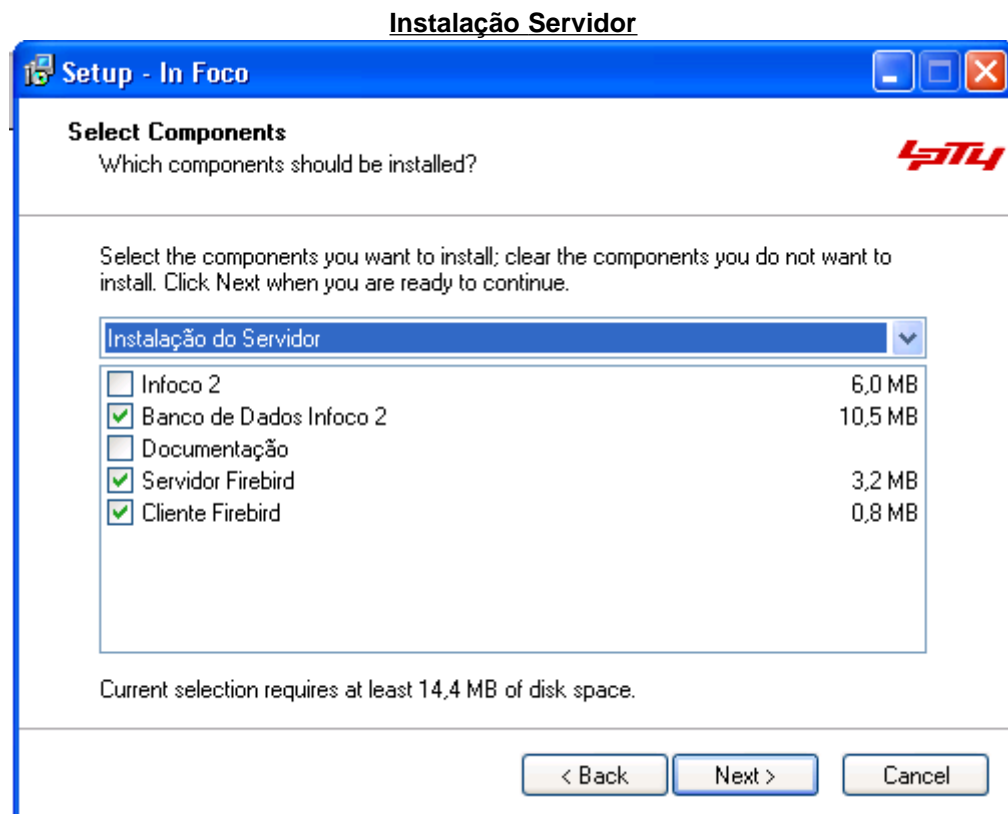 Instalação Servidor
Setup - In Foco
Select Components
Which components should be installed?
Select the components you want to install; clear the components you do not want to
install. Click Next when you are ready to continue.
Instalação do Servidor
Infoco 2 6,0 MB
Banco de Dados Infoco 2 10,5 MB
Documentação
Servidor Firebird 3,2 MB
Cliente Firebird 0,8 MB
Current selection requires at least 14,4 MB of disk space.
< Back Next > Cancel